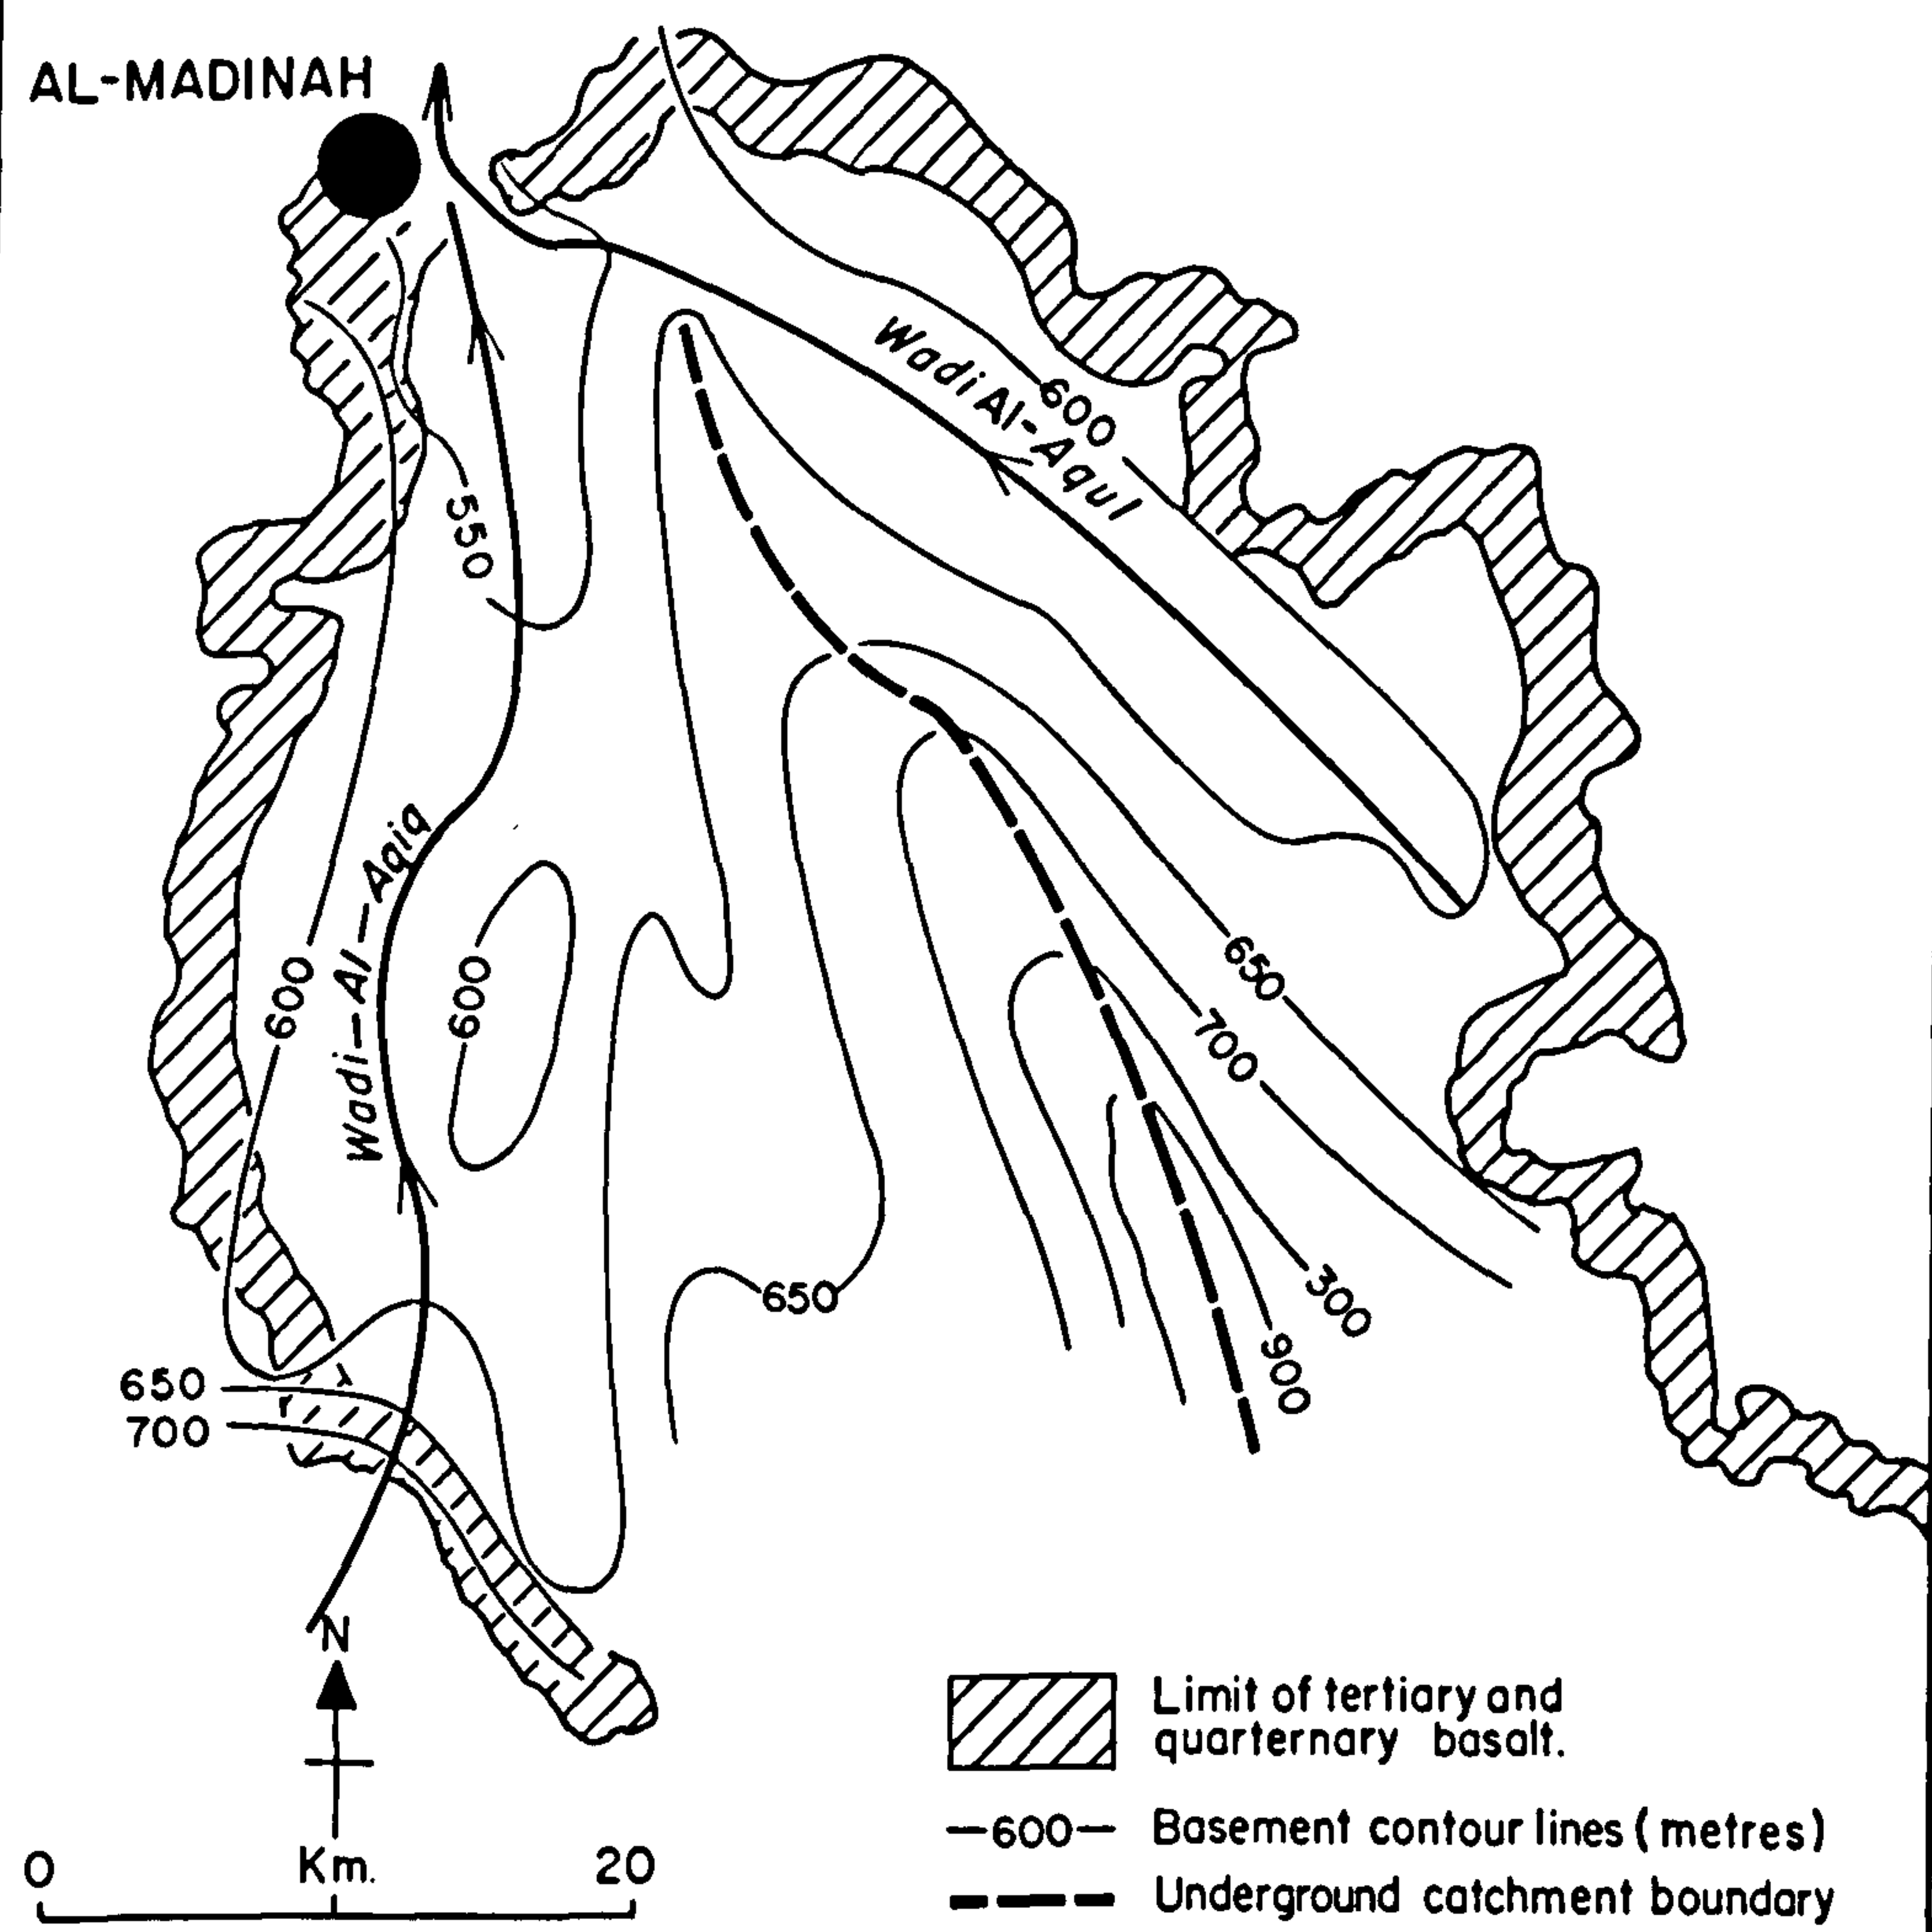 AL-MADINAH
Wadi Al-Aqul
600
550
Wadi-Al-Aqiq
600
600
650
700
650
300
900
650
700
N
0 Km. 20
Limit of tertiary and
quarternary basalt.
-600- Basement contour lines (metres)
Underground catchment boundary